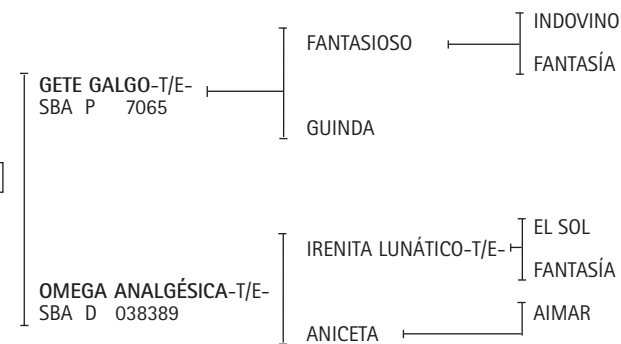 INDOVINO
FANTASIOSO
FANTASÍA
GETE GALGO-T/E-
SBA P 7065
GUINDA
EL SOL
IRENITA LUNÁTICO-T/E-
FANTASÍA
OMEGA ANALGÉSICA-T/E-
SBA D 038389
AIMAR
ANICETA